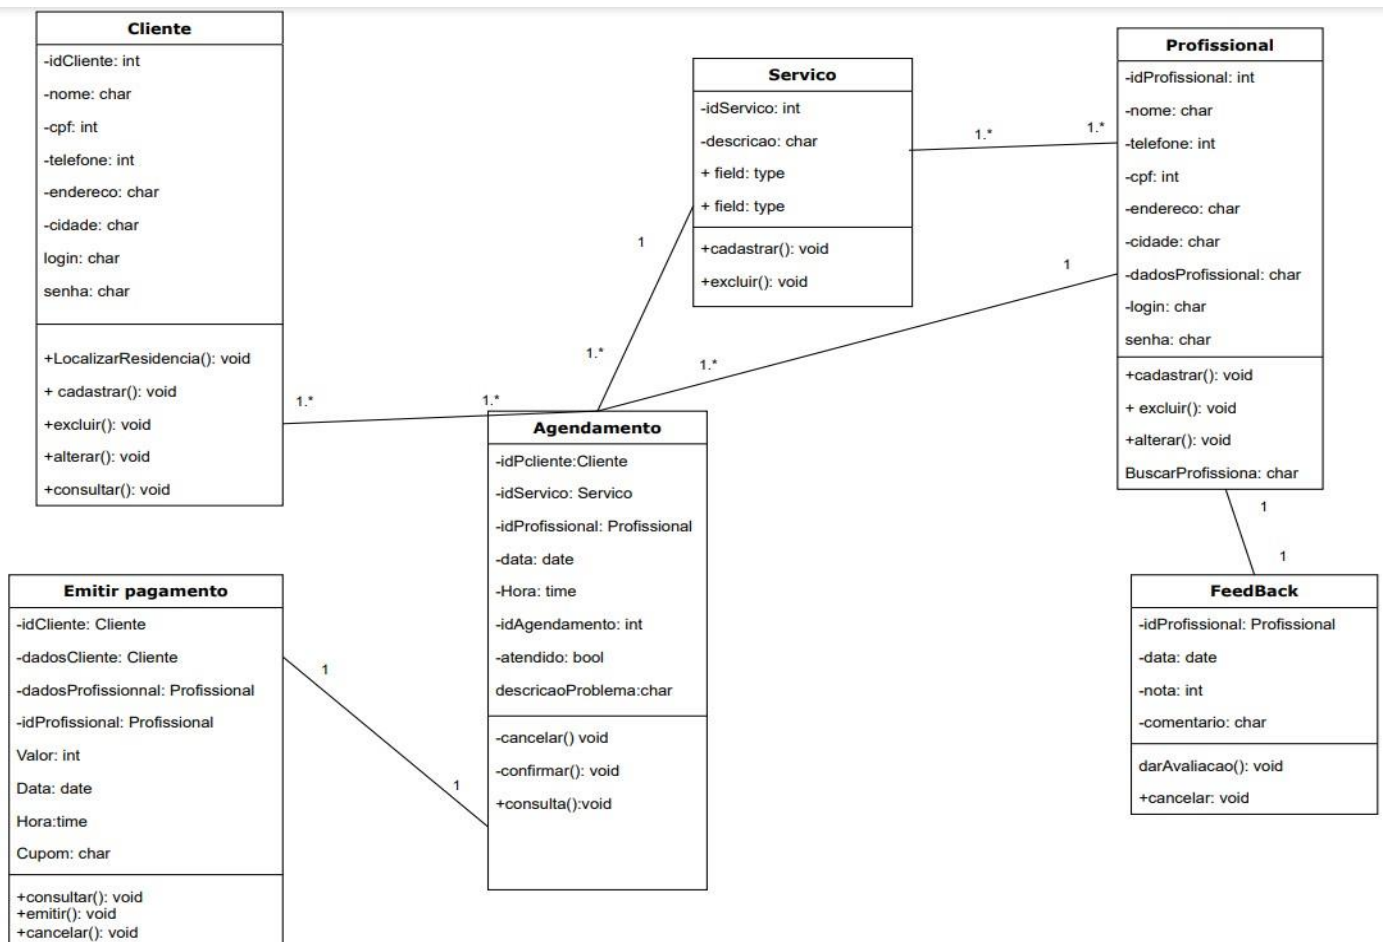 Cliente
-idCliente: int
-nome: char
-cpf: int
-telefone: int
-endereco: char
-cidade: char
login: char
senha: char
+LocalizarResidencia(): void
+ cadastrar(): void
+excluir(): void
+alterar(): void
+consultar(): void
1.*
1.*
Servico
-idServico: int
-descricao: char
+ field: type
+ field: type
+cadastrar(): void
+excluir(): void
1
1.*
1.*
1.*
Profissional
-idProfissional: int
-nome: char
-telefone: int
-cpf: int
-endereco: char
-cidade: char
-dadosProfissional: char
-login: char
senha: char
+cadastrar(): void
+ excluir(): void
+alterar(): void
BuscarProfissiona: char
1
1.*
Agendamento
-idPcliente:Cliente
-idServico: Servico
-idProfissional: Profissional
-data: date
-Hora: time
-idAgendamento: int
-atendido: bool
descricaoProblema:char
-cancelar() void
-confirmar(): void
+consulta():void
1
1
Emitir pagamento
-idCliente: Cliente
-dadosCliente: Cliente
-dadosProfissionnal: Profissional
-idProfissional: Profissional
Valor: int
Data: date
Hora:time
Cupom: char
+consultar(): void
+emitir(): void
+cancelar(): void
1
1
FeedBack
-idProfissional: Profissional
-data: date
-nota: int
-comentario: char
darAvaliacao(): void
+cancelar: void